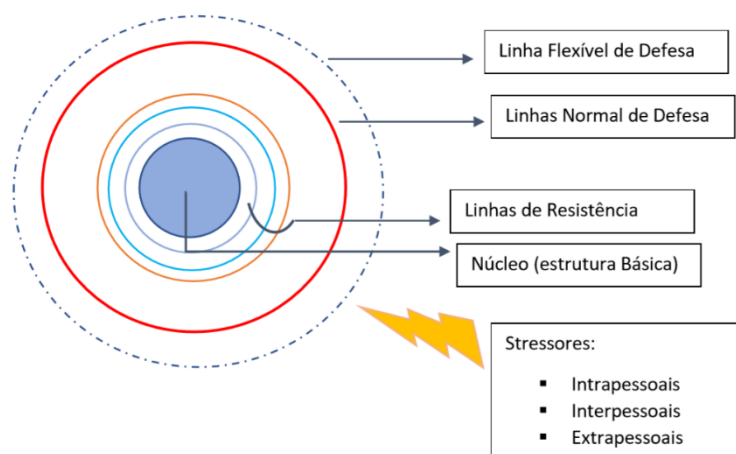 Linha Flexível de Defesa
Linhas Normal de Defesa
Linhas de Resistência
Núcleo (estrutura Básica)
Stressores:
▪ Intrapessoais
▪ Interpessoais
▪ Extrapessoais